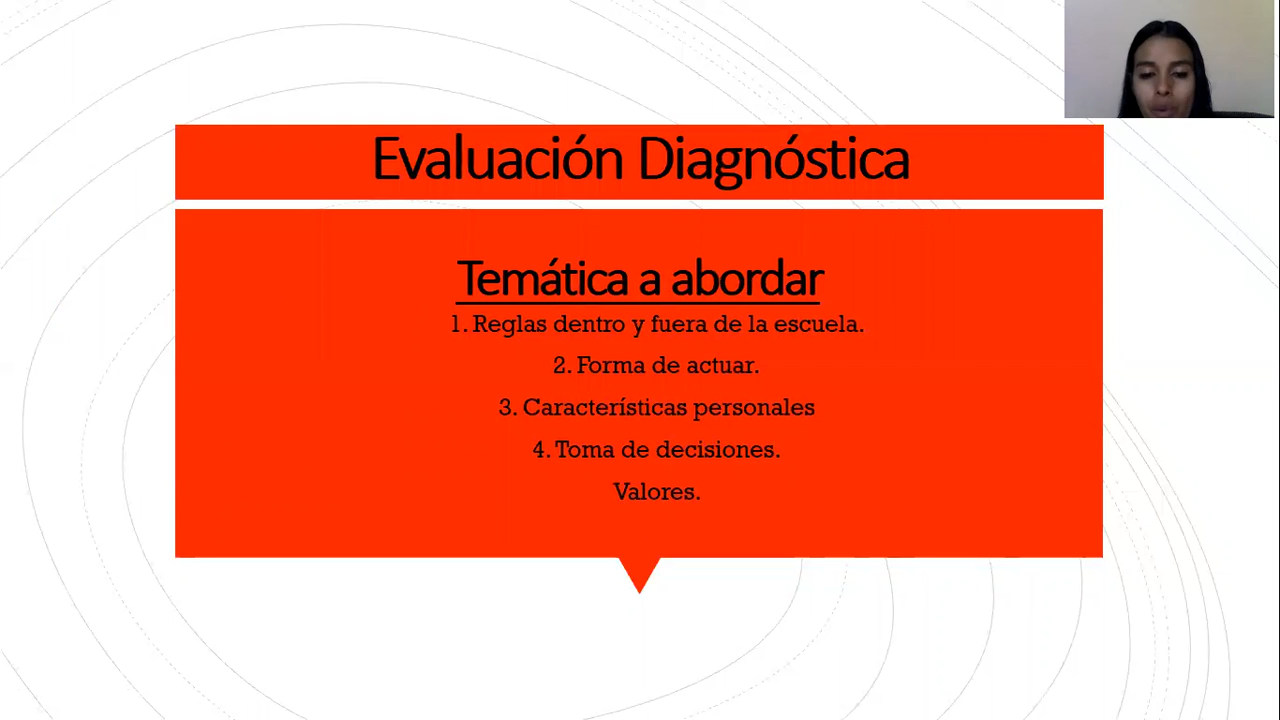 Evaluación Diagnóstica
Temática a abordar
1. Reglas dentro y fuera de la escuela.
2. Forma de actuar.
3. Características personales
4. Toma de decisiones.
Valores.